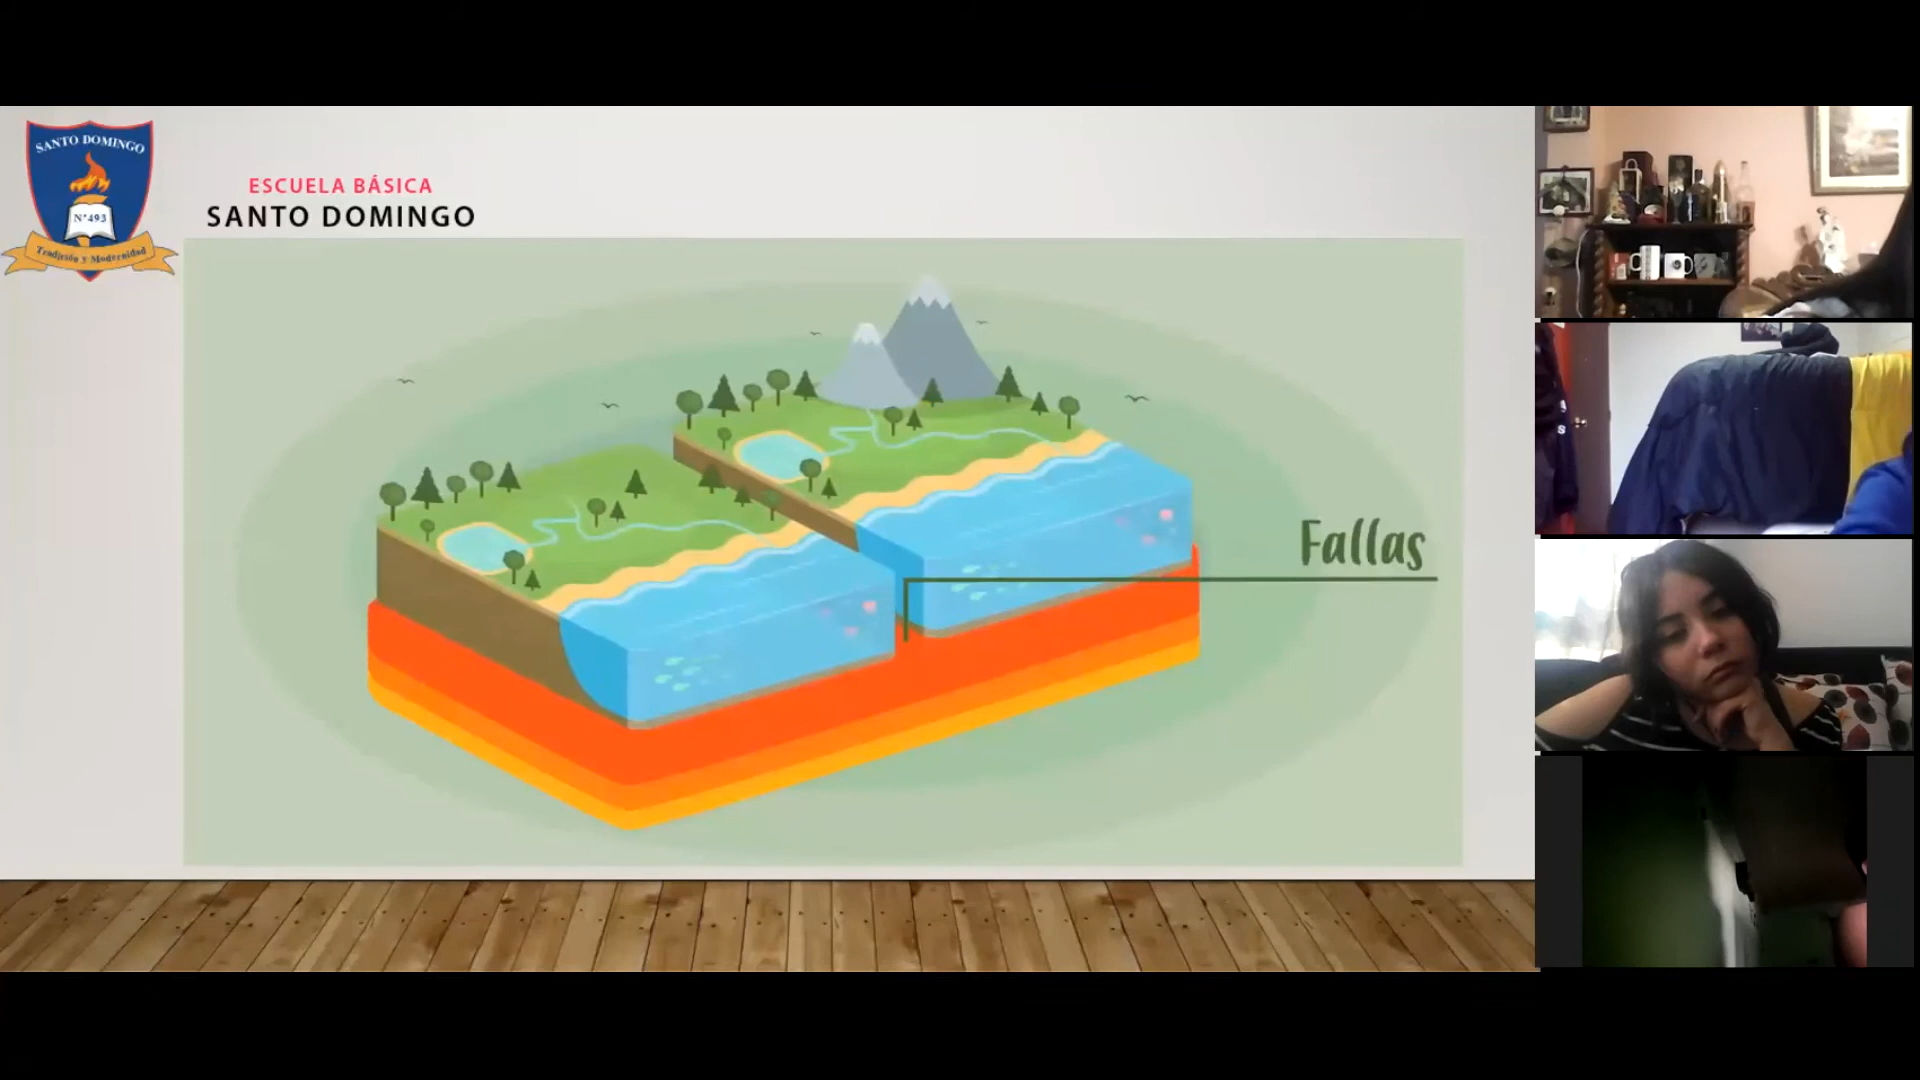 SANTO DOMINGO
N°493
Tradición y Modernidad
ESCUELA BÁSICA
SANTO DOMINGO
Fallas